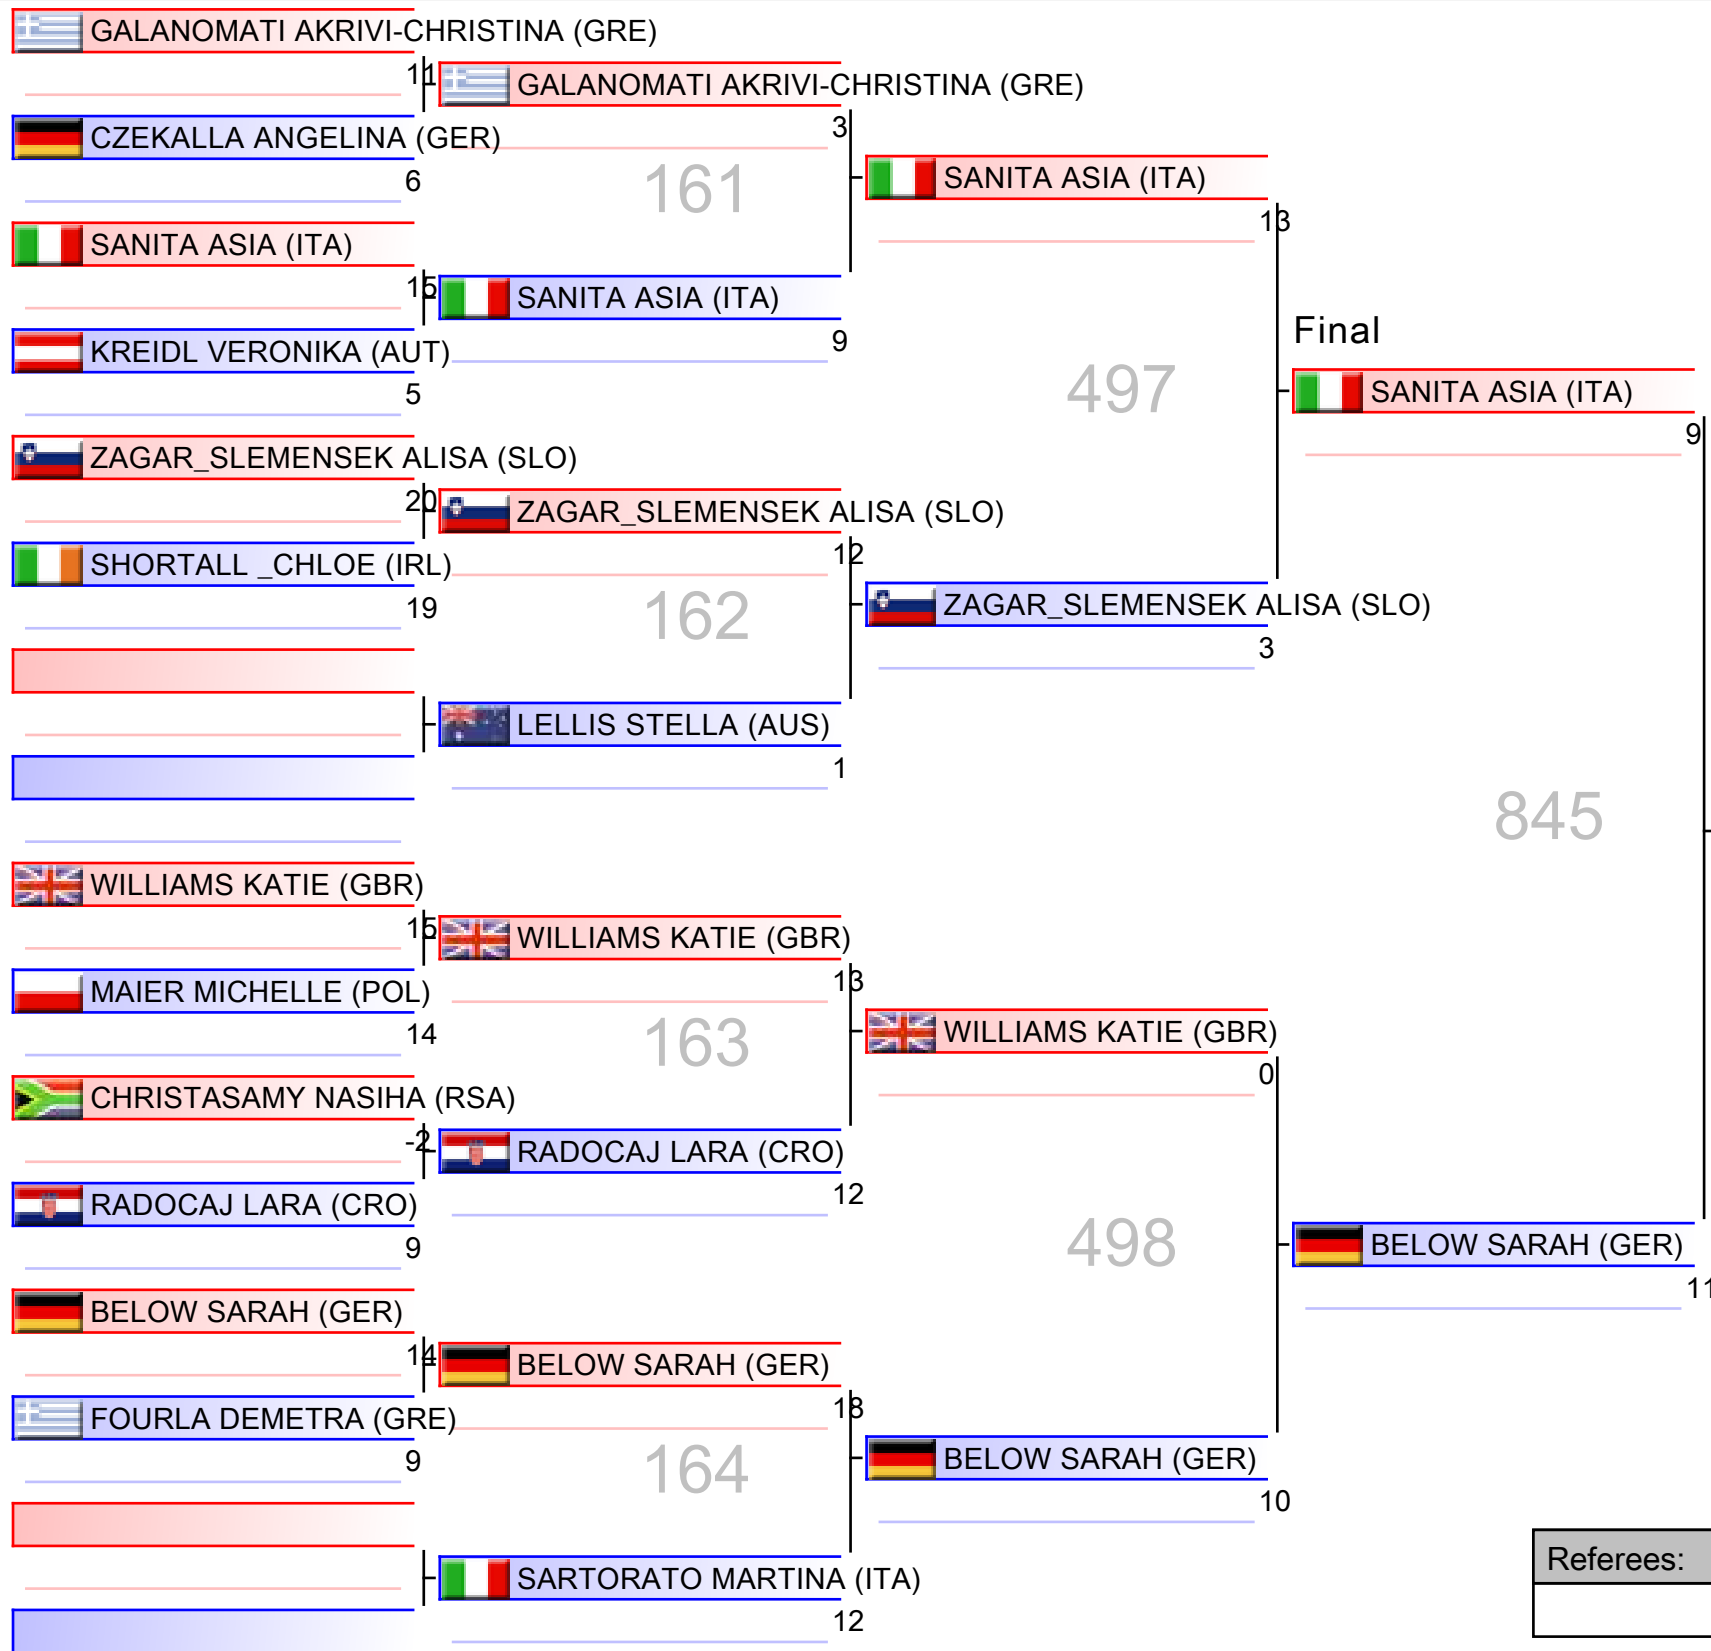 GALANOMATI AKRIVI-CHRISTINA (GRE)
11
CZEKALLA ANGELINA (GER)
6
SANITA ASIA (ITA)
15
KREIDL VERONIKA (AUT)
5
ZAGAR_SLEMENSEK ALISA (SLO)
20
SHORTALL _CHLOE (IRL)
19
WILLIAMS KATIE (GBR)
15
MAIER MICHELLE (POL)
14
CHRISTASAMY NASIHA (RSA)
-2
RADOCAJ LARA (CRO)
9
BELOW SARAH (GER)
14
FOURLA DEMETRA (GRE)
9
GALANOMATI AKRIVI-CHRISTINA (GRE)
3
161
SANITA ASIA (ITA)
9
ZAGAR_SLEMENSEK ALISA (SLO)
12
162
LELLIS STELLA (AUS)
1
WILLIAMS KATIE (GBR)
13
163
RADOCAJ LARA (CRO)
12
BELOW SARAH (GER)
18
164
SARTORATO MARTINA (ITA)
12
SANITA ASIA (ITA)
13
497
ZAGAR_SLEMENSEK ALISA (SLO)
3
WILLIAMS KATIE (GBR)
0
498
BELOW SARAH (GER)
10
Final
SANITA ASIA (ITA)
9
845
BELOW SARAH (GER)
11
Referees: